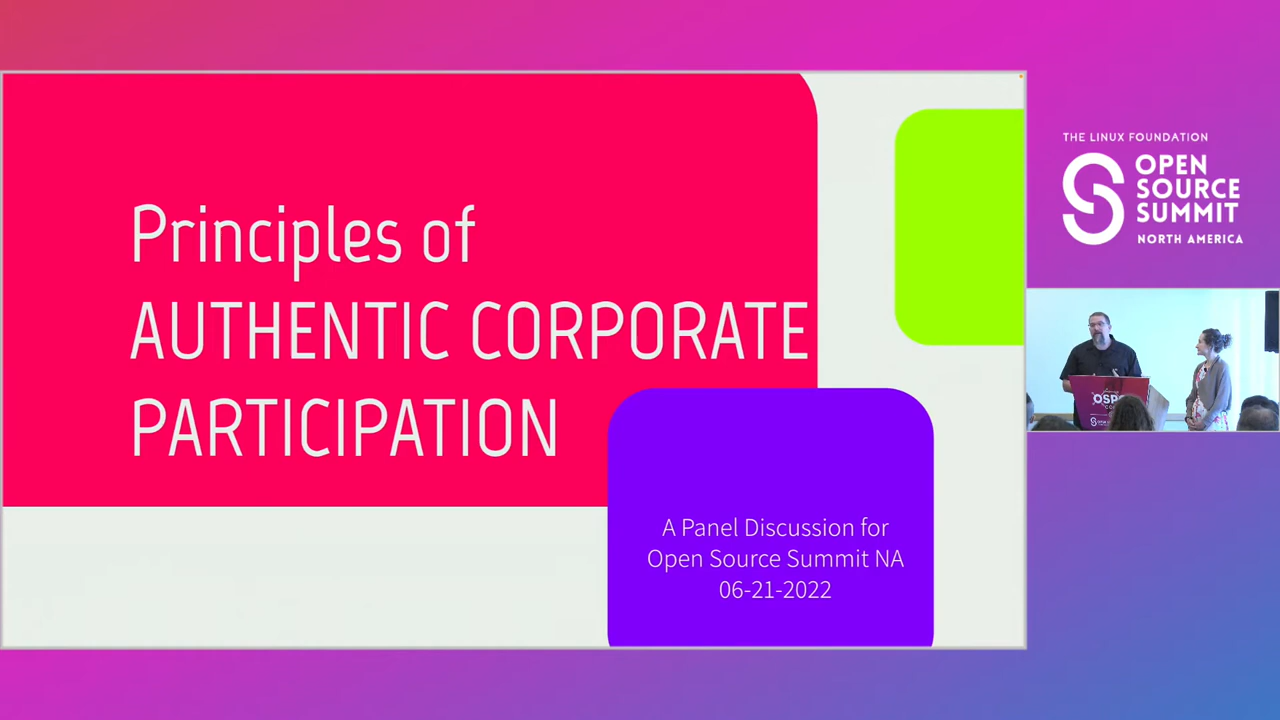 Principles of
AUTHENTIC CORPORATE
PARTICIPATION
A Panel Discussion for
Open Source Summit NA
06-21-2022
THE LINUX FOUNDATION
OPEN
SOURCE
SUMMIT
NORTH AMERICA